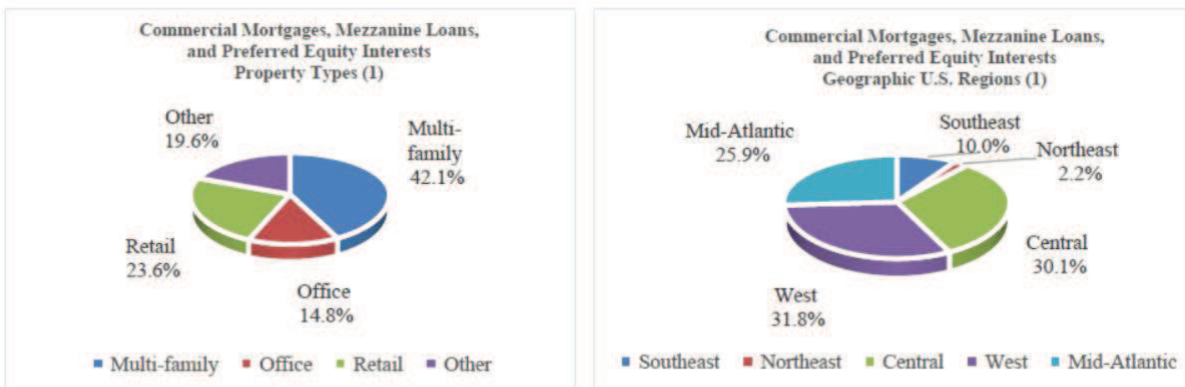 Commercial Mortgages, Mezzanine Loans,
and Preferred Equity Interests
Property Types (1)
Other
19.6%
Multi-
family
42.1%
Retail
23.6%
Office
14.8%
Multi-family Office Retail Other
Commercial Mortgages, Mezzanine Loans,
and Preferred Equity Interests
Geographic U.S. Regions (1)
Mid-Atlantic
25.9%
Southeast
10.0%
Northeast
2.2%
Central
30.1%
West
31.8%
Southeast Northeast Central West Mid-Atlantic